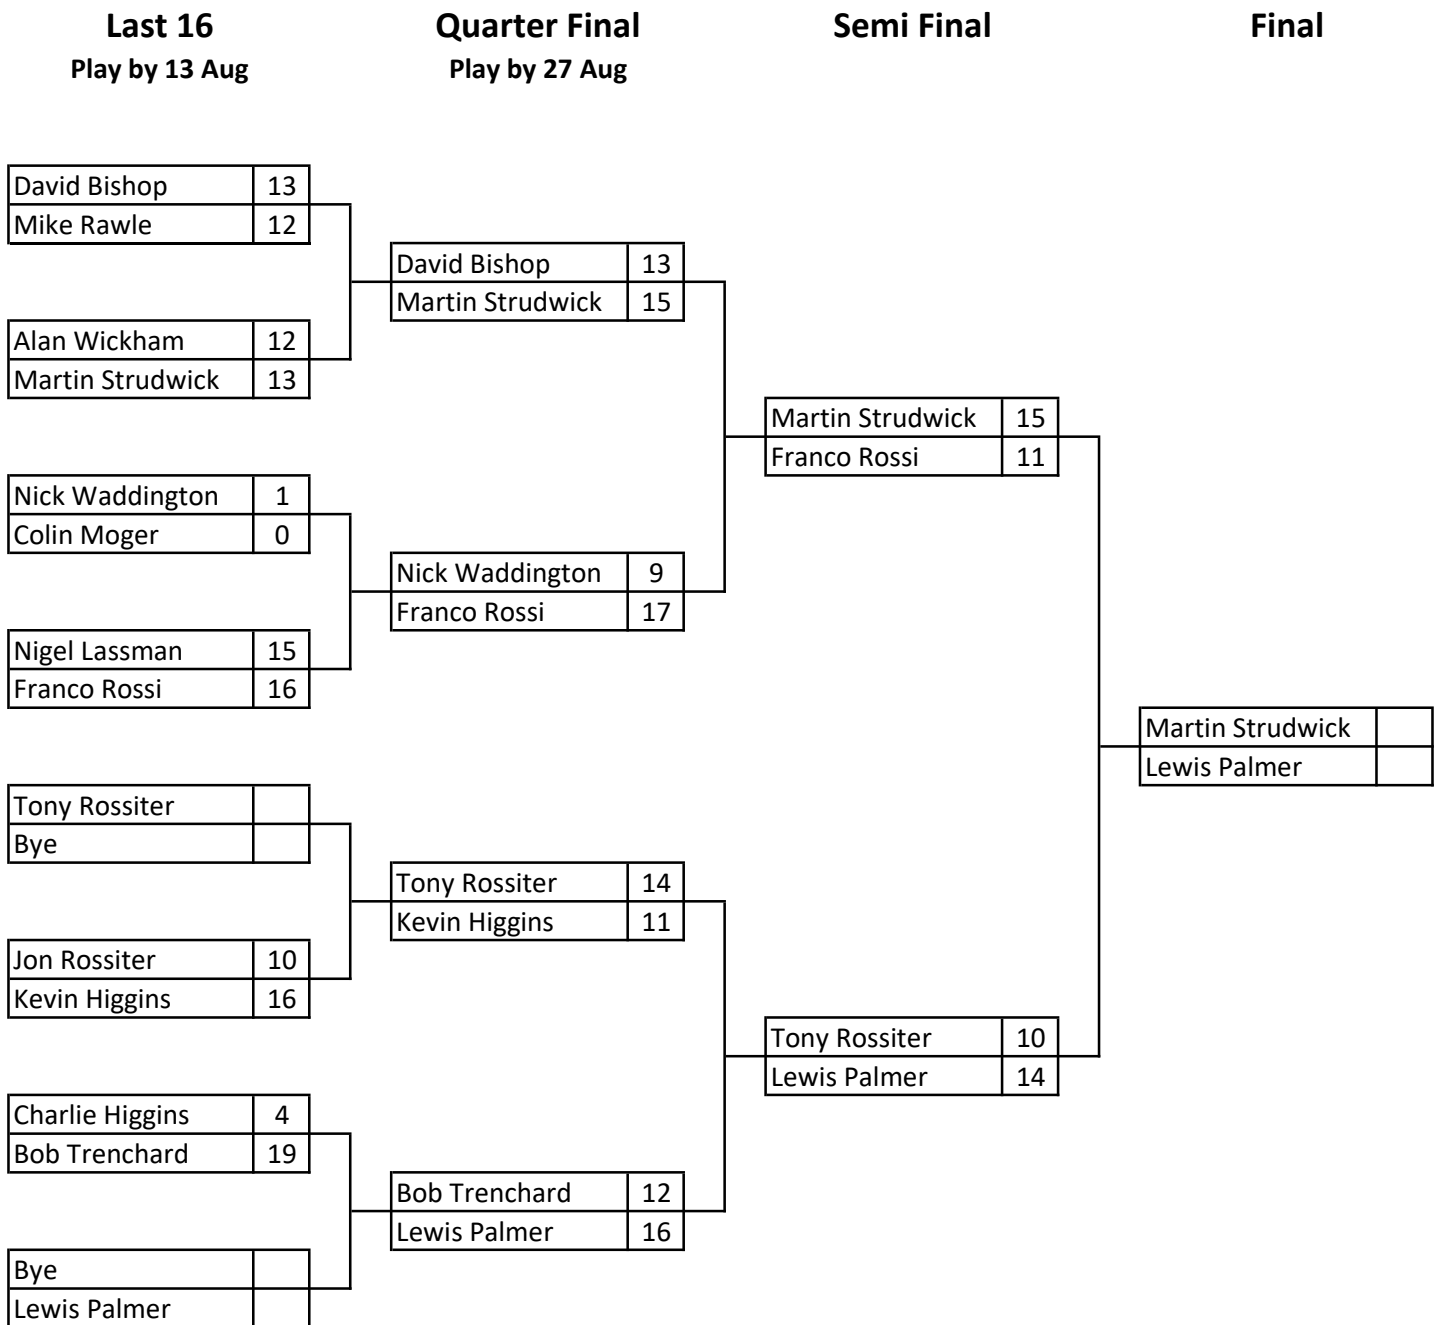 Last 16 Quarter Final Semi Final Final
Play by 13 Aug Play by 27 Aug
David Bishop 13
Mike Rawle 12
Alan Wickham 12
Martin Strudwick 13
Nick Waddington 1
Colin Moger 0
Nigel Lassman 15
Franco Rossi 16
Tony Rossiter
Bye
Jon Rossiter 10
Kevin Higgins 16
Charlie Higgins 4
Bob Trenchard 19
Bye
Lewis Palmer
David Bishop 13
Martin Strudwick 15
Nick Waddington 9
Franco Rossi 17
Tony Rossiter 14
Kevin Higgins 11
Bob Trenchard 12
Lewis Palmer 16
Martin Strudwick 15
Franco Rossi 11
Tony Rossiter 10
Lewis Palmer 14
Martin Strudwick
Lewis Palmer